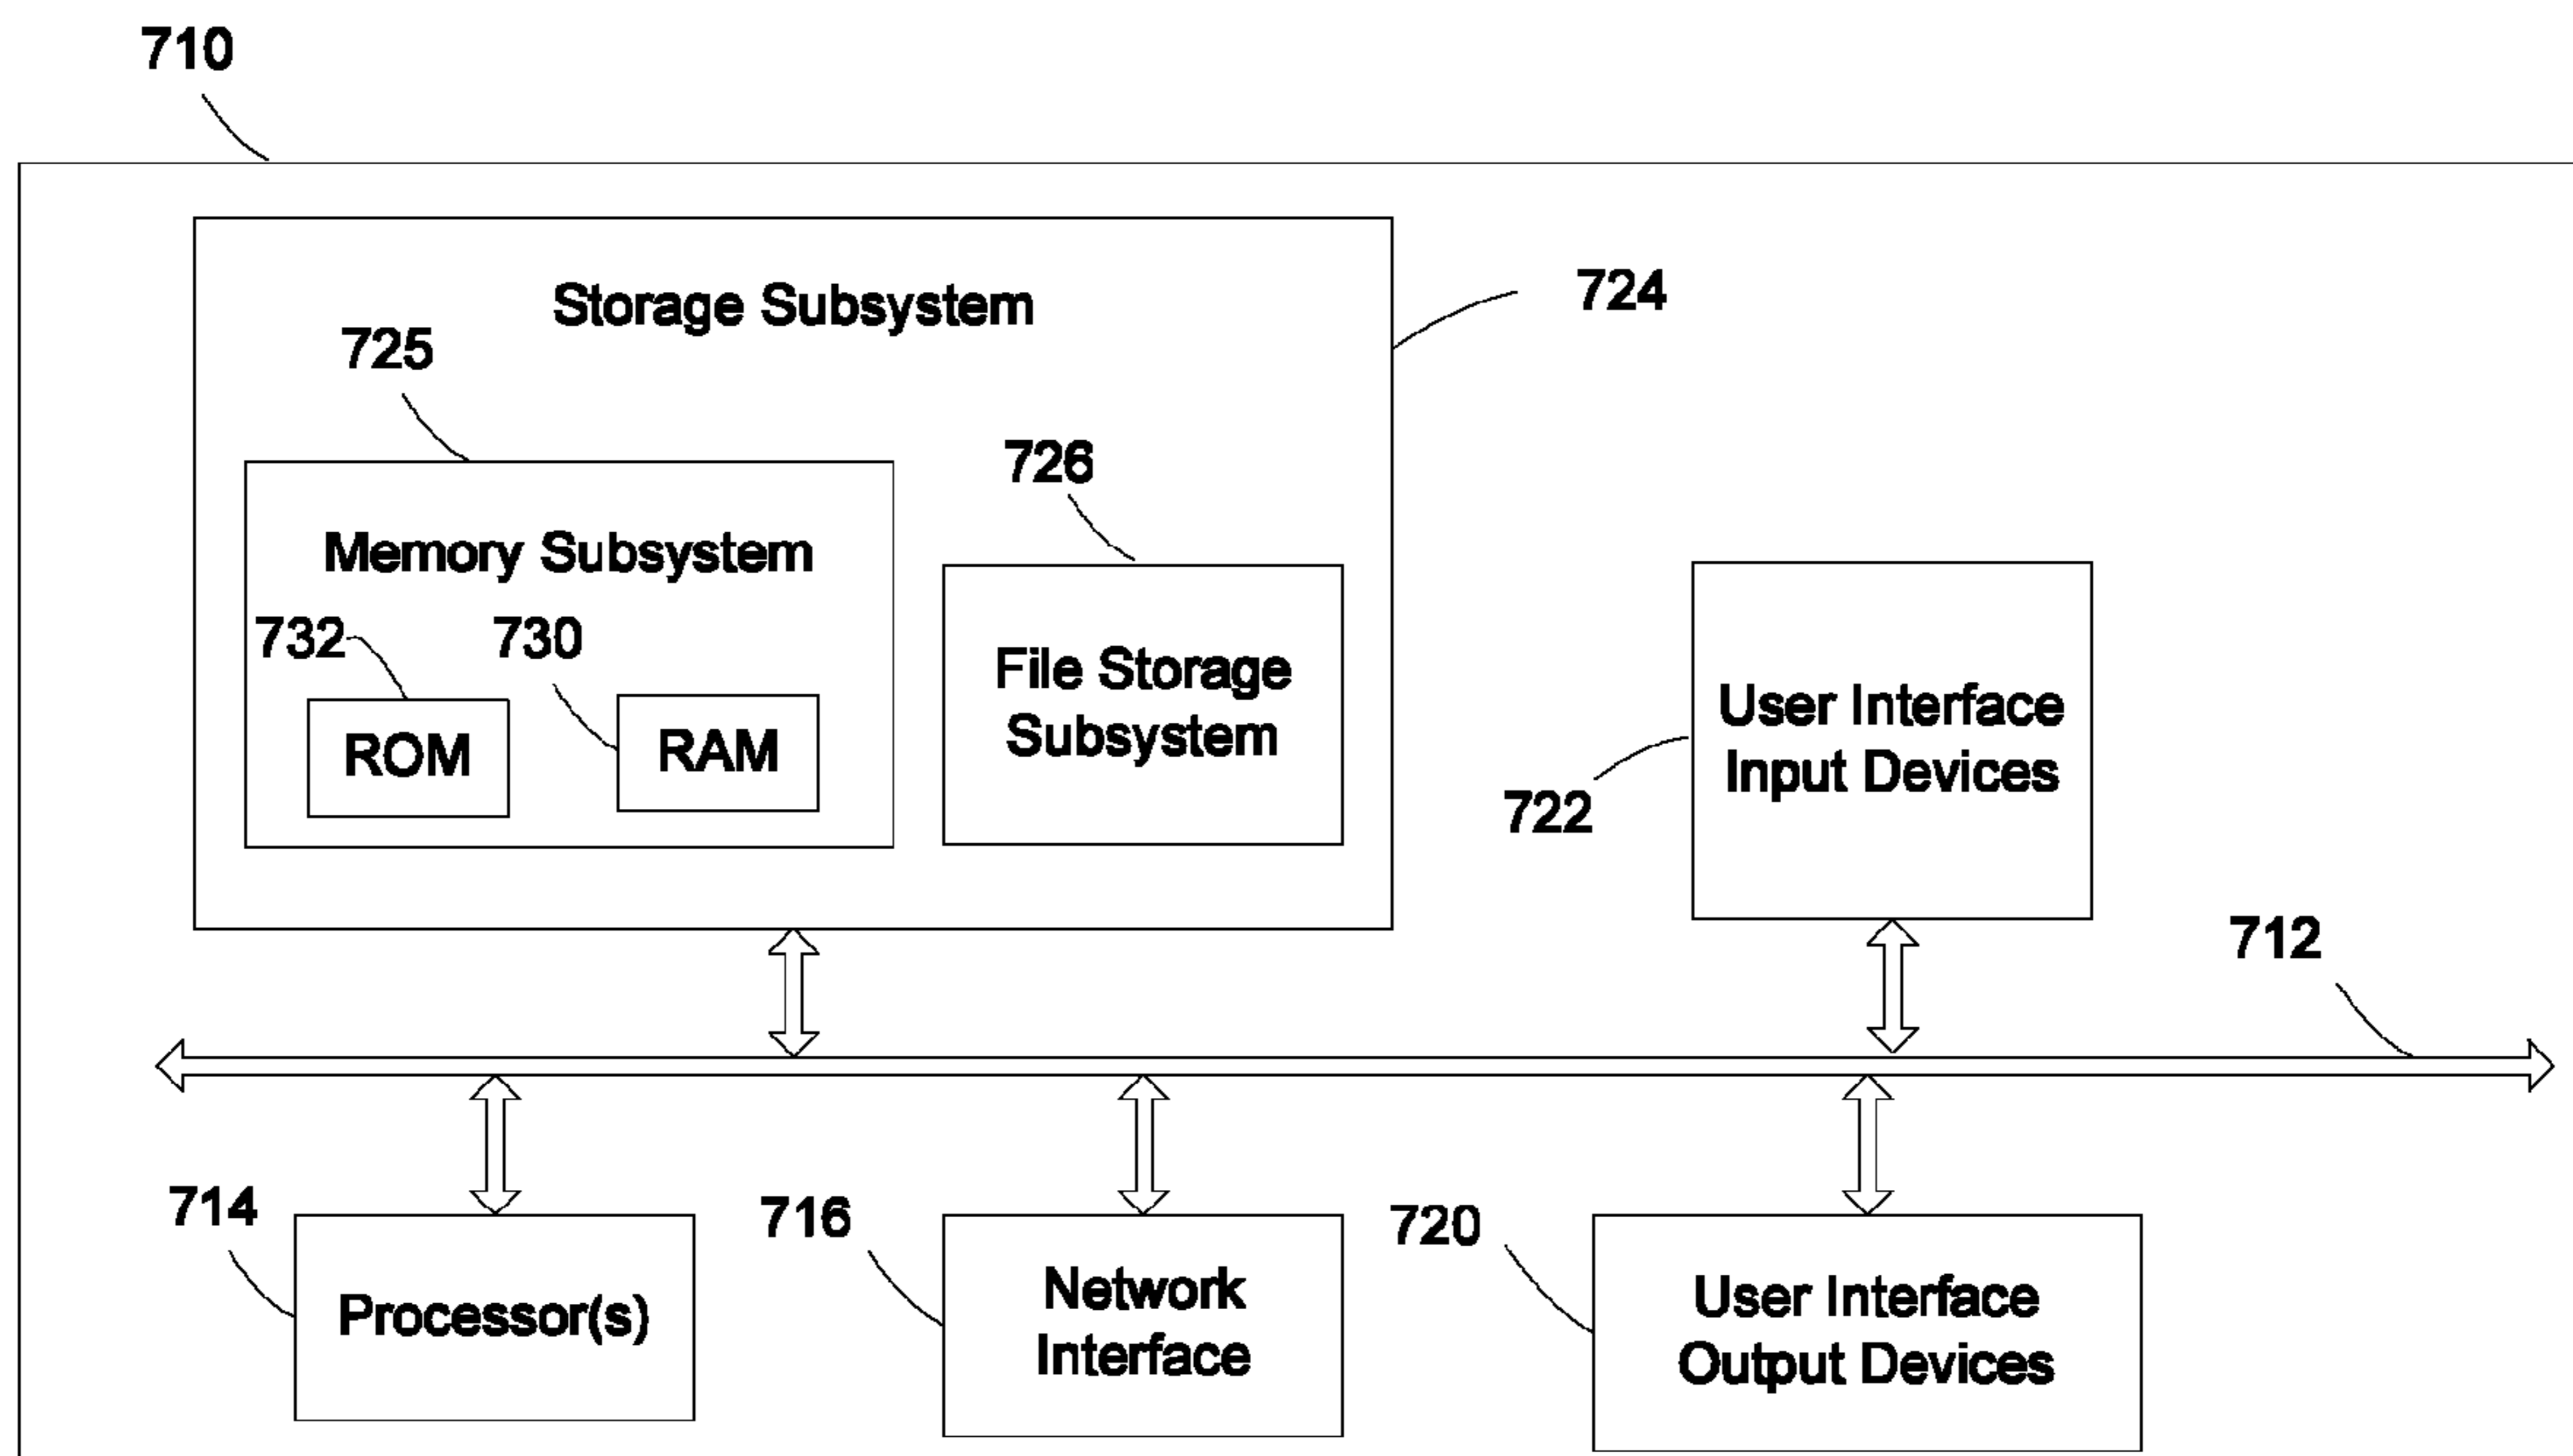 710
Storage Subsystem
724
725
726
Memory Subsystem
732
730
ROM
RAM
File Storage
Subsystem
User Interface
Input Devices
722
712
714
716
720
Processor(s)
Network
Interface
User Interface
Output Devices